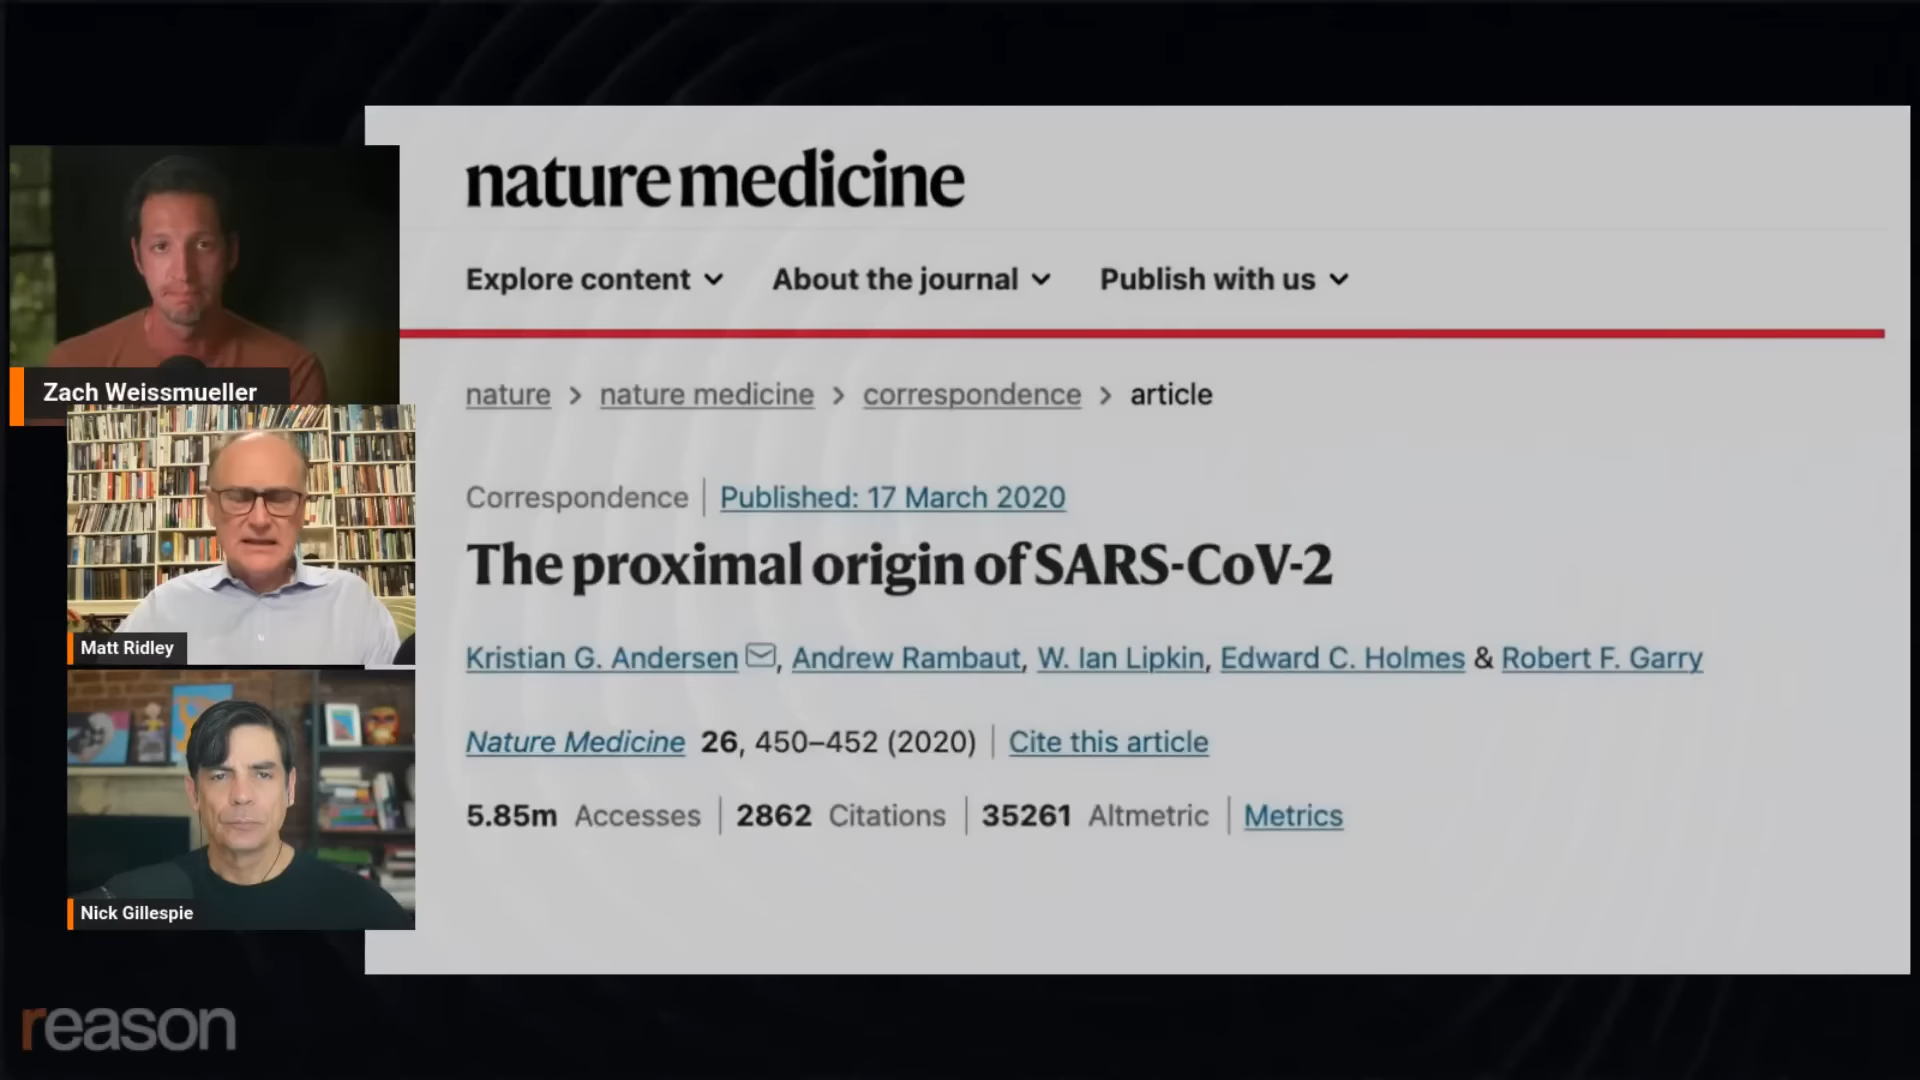 nature medicine
Explore content About the journal Publish with us
nature > nature medicine > correspondence > article
Correspondence | Published: 17 March 2020
The proximal origin of SARS-CoV-2
Kristian G. Andersen, Andrew Rambaut, W. Ian Lipkin, Edward C. Holmes & Robert F. Garry
Nature Medicine 26, 450–452 (2020) | Cite this article
5.85m Accesses | 2862 Citations | 35261 Altmetric | Metrics
Zach Weissmueller
Matt Ridley
Nick Gillespie
reason